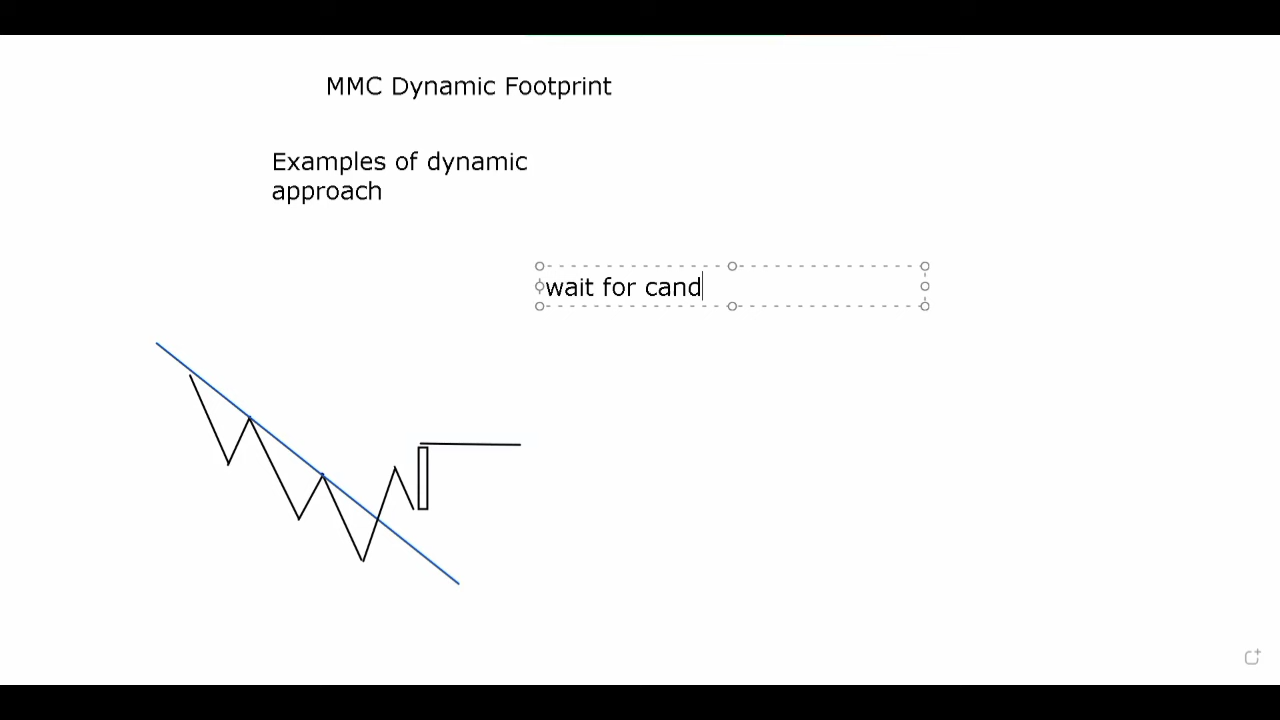 MMC Dynamic Footprint
Examples of dynamic
approach
wait for cand